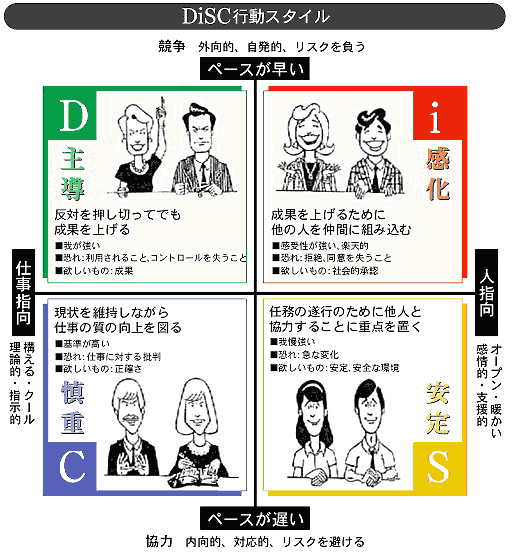 DiSC行動スタイル
競争　外向的、自発的、リスクを負う
ペースが早い
D
主導
反対を押し切ってでも
成果を上げる
■我が強い
■恐れ：利用されること、コントロールを失うこと
■欲しいもの：成果
i
感化
成果を上げるために
他の人を仲間に組み込む
■感受性が強い、楽天的
■恐れ：拒絶、同意を失うこと
■欲しいもの：社会的承認
仕事指向
構える・クール
理論的・指示的
人指向
オープン・暖かい
感情的・支援的
現状を維持しながら
仕事の質の向上を図る
■基準が高い
■恐れ：仕事に対する批判
■欲しいもの：正確さ
慎重
C
任務の遂行のために他人と
協力することに重点を置く
■我慢強い
■恐れ：急な変化
■欲しいもの：安定、安全な環境
安定
S
ペースが遅い
協力　内向的、対応的、リスクを避ける